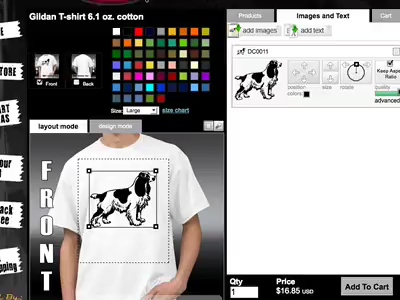 Gildan T-shirt 6.1 oz. cotton
Products
Images and Text
Cart
add images
add text
DC0011
Keep Aspect
Ratio
position
size
rotate
quality
colors
advanced
Front
Back
Size:
Large
size chart
layout mode
design mode
FRONT
Qty
Price
1
$16.85 USD
Add To Cart